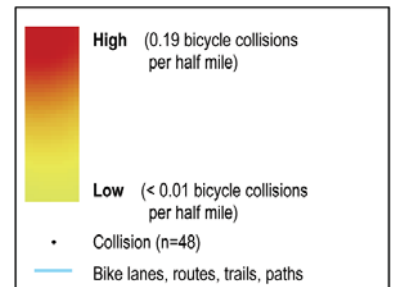 High (0.19 bicycle collisions
per half mile)
Low (< 0.01 bicycle collisions
per half mile)
Collision (n=48)
Bike lanes, routes, trails, paths